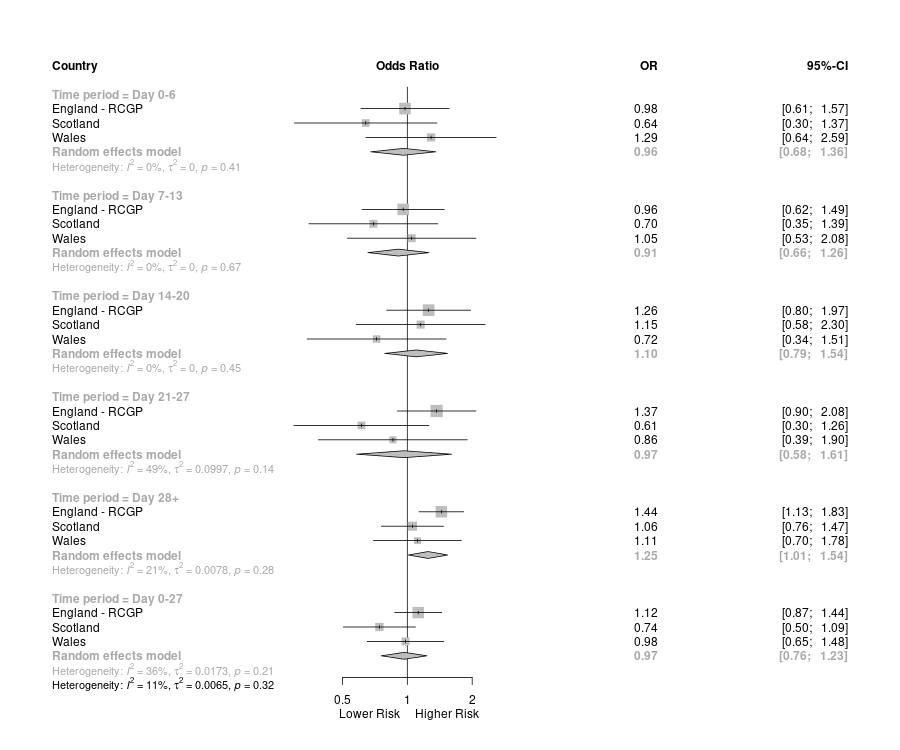 Country Odds Ratio OR 95%-CI
Time period = Day 0-6
England - RCGP 0.98 [0.61; 1.57]
Scotland 0.64 [0.30; 1.37]
Wales 1.29 [0.64; 2.59]
Random effects model 0.96 [0.68; 1.36]
Heterogeneity: I² = 0%, τ² = 0, p = 0.41
Time period = Day 7-13
England - RCGP 0.96 [0.62; 1.49]
Scotland 0.70 [0.35; 1.39]
Wales 1.05 [0.53; 2.08]
Random effects model 0.91 [0.66; 1.26]
Heterogeneity: I² = 0%, τ² = 0, p = 0.67
Time period = Day 14-20
England - RCGP 1.26 [0.80; 1.97]
Scotland 1.15 [0.58; 2.30]
Wales 0.72 [0.34; 1.51]
Random effects model 1.10 [0.79; 1.54]
Heterogeneity: I² = 0%, τ² = 0, p = 0.45
Time period = Day 21-27
England - RCGP 1.37 [0.90; 2.08]
Scotland 0.61 [0.30; 1.26]
Wales 0.86 [0.39; 1.90]
Random effects model 0.97 [0.58; 1.61]
Heterogeneity: I² = 49%, τ² = 0.0997, p = 0.14
Time period = Day 28+
England - RCGP 1.44 [1.13; 1.83]
Scotland 1.06 [0.76; 1.47]
Wales 1.11 [0.70; 1.78]
Random effects model 1.25 [1.01; 1.54]
Heterogeneity: I² = 21%, τ² = 0.0078, p = 0.28
Time period = Day 0-27
England - RCGP 1.12 [0.87; 1.44]
Scotland 0.74 [0.50; 1.09]
Wales 0.98 [0.65; 1.48]
Random effects model 0.97 [0.76; 1.23]
Heterogeneity: I² = 36%, τ² = 0.0173, p = 0.21
Heterogeneity: I² = 11%, τ² = 0.0065, p = 0.32
0.5 1 2
Lower Risk Higher Risk